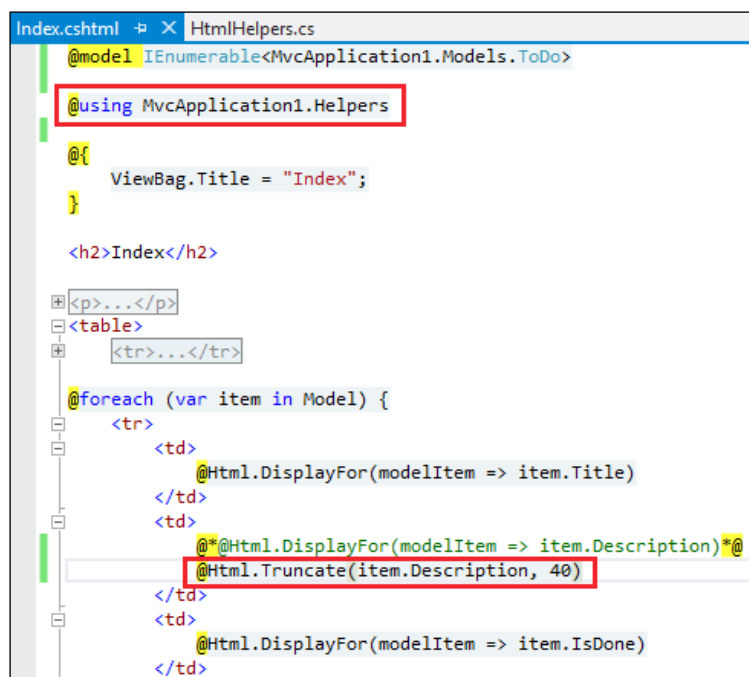 Index.cshtml HtmlHelpers.cs
@model IEnumerable<MvcApplication1.Models.ToDo>
@using MvcApplication1.Helpers
@{
ViewBag.Title = "Index";
}
<h2>Index</h2>
<p>...</p>
<table>
<tr>...</tr>
@foreach (var item in Model) {
<tr>
<td>
@Html.DisplayFor(modelItem => item.Title)
</td>
<td>
@*@Html.DisplayFor(modelItem => item.Description)*@
@Html.Truncate(item.Description, 40)
</td>
<td>
@Html.DisplayFor(modelItem => item.IsDone)
</td>